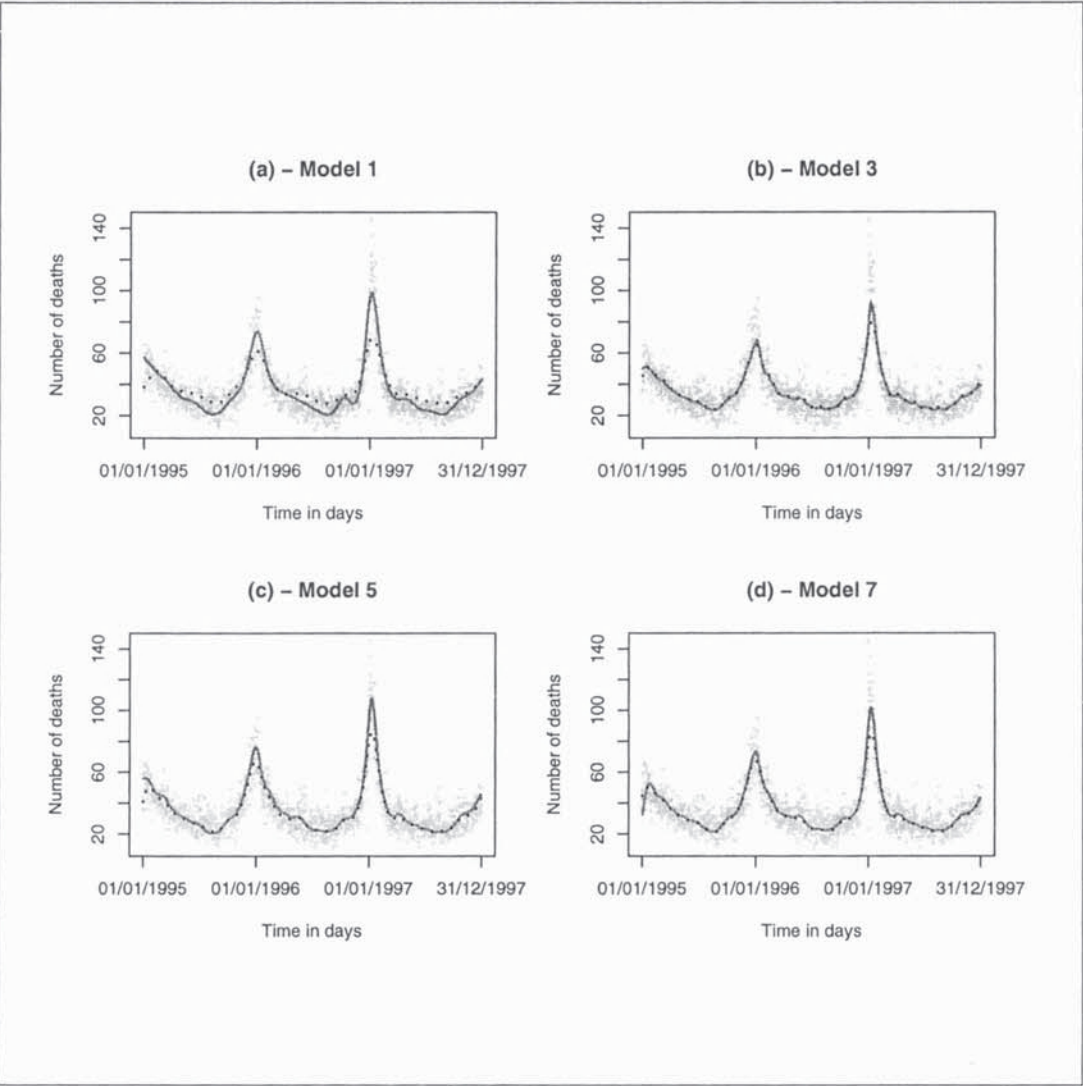 (a) – Model 1
Number of deaths
140
100
60
20
01/01/1995 01/01/1996 01/01/1997 31/12/1997
Time in days
(b) – Model 3
Number of deaths
140
100
60
20
01/01/1995 01/01/1996 01/01/1997 31/12/1997
Time in days
(c) – Model 5
Number of deaths
140
100
60
20
01/01/1995 01/01/1996 01/01/1997 31/12/1997
Time in days
(d) – Model 7
Number of deaths
140
100
60
20
01/01/1995 01/01/1996 01/01/1997 31/12/1997
Time in days